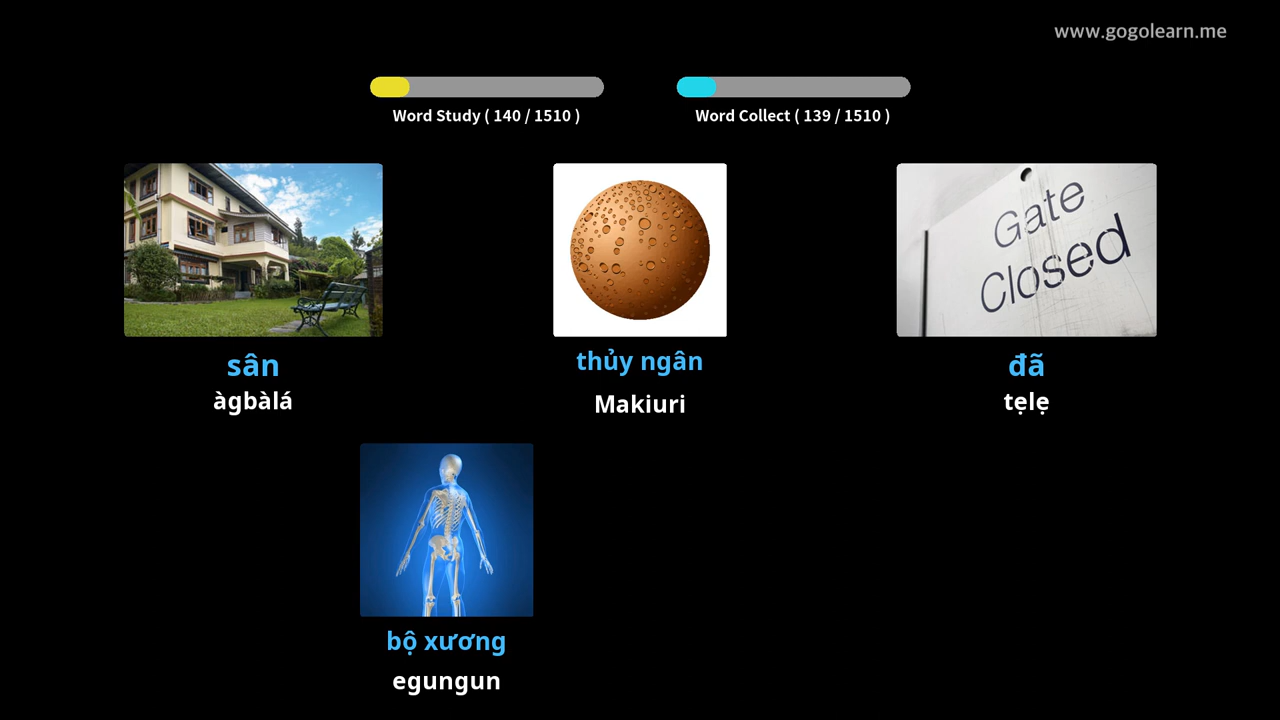 www.gogolearn.me
Word Study ( 140 / 1510 )
Word Collect ( 139 / 1510 )
Gate
Closed
sân
àgbàlá
thủy ngân
Makiuri
đã
tẹlẹ
bộ xương
egungun